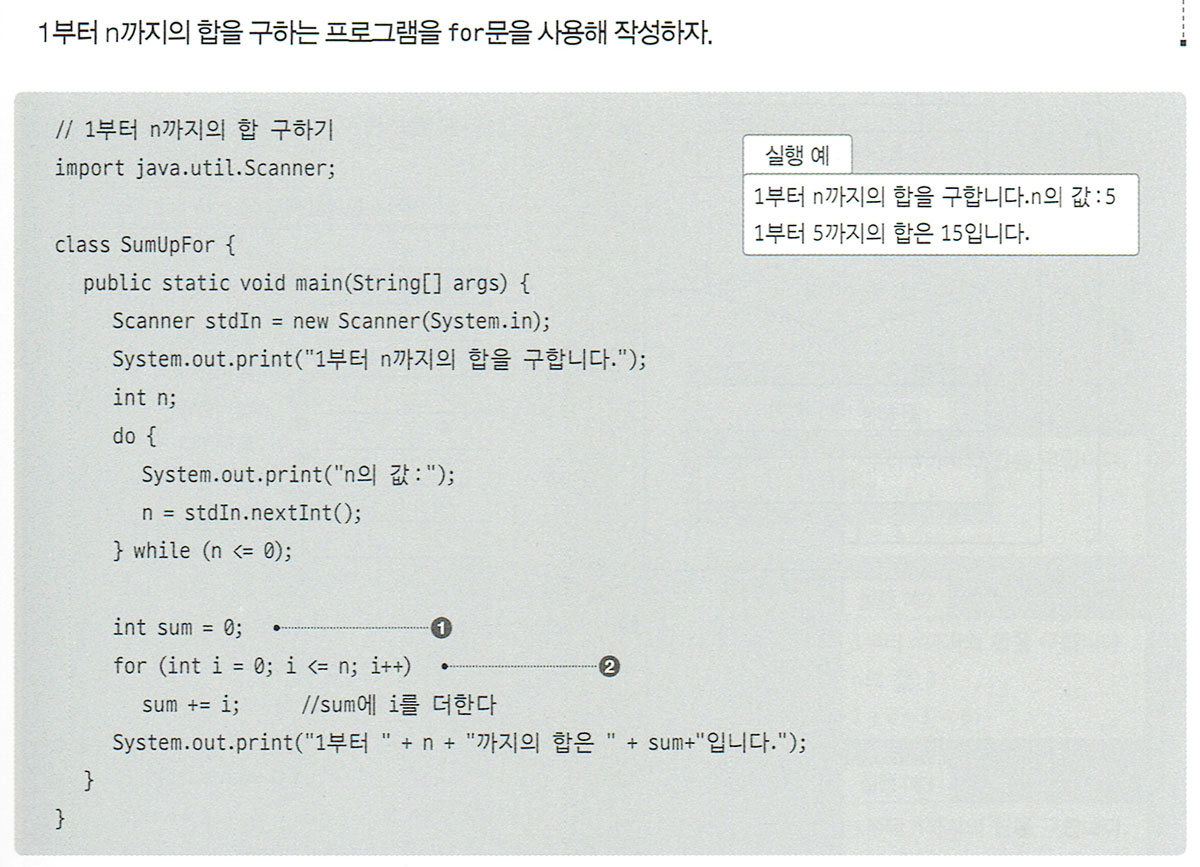 1부터 n까지의 합을 구하는 프로그램을 for문을 사용해 작성하자.
// 1부터 n까지의 합 구하기
import java.util.Scanner;
실행 예
1부터 n까지의 합을 구합니다.n의 값:5
1부터 5까지의 합은 15입니다.
class SumUpFor {
public static void main(String[] args) {
Scanner stdIn = new Scanner(System.in);
System.out.print("1부터 n까지의 합을 구합니다.");
int n;
do {
System.out.print("n의 값:");
n = stdIn.nextInt();
} while (n <= 0);
int sum = 0; ❶
for (int i = 0; i <= n; i++) ❷
sum += i; //sum에 i를 더한다
System.out.print("1부터 " + n + "까지의 합은 " + sum+"입니다.");
}
}